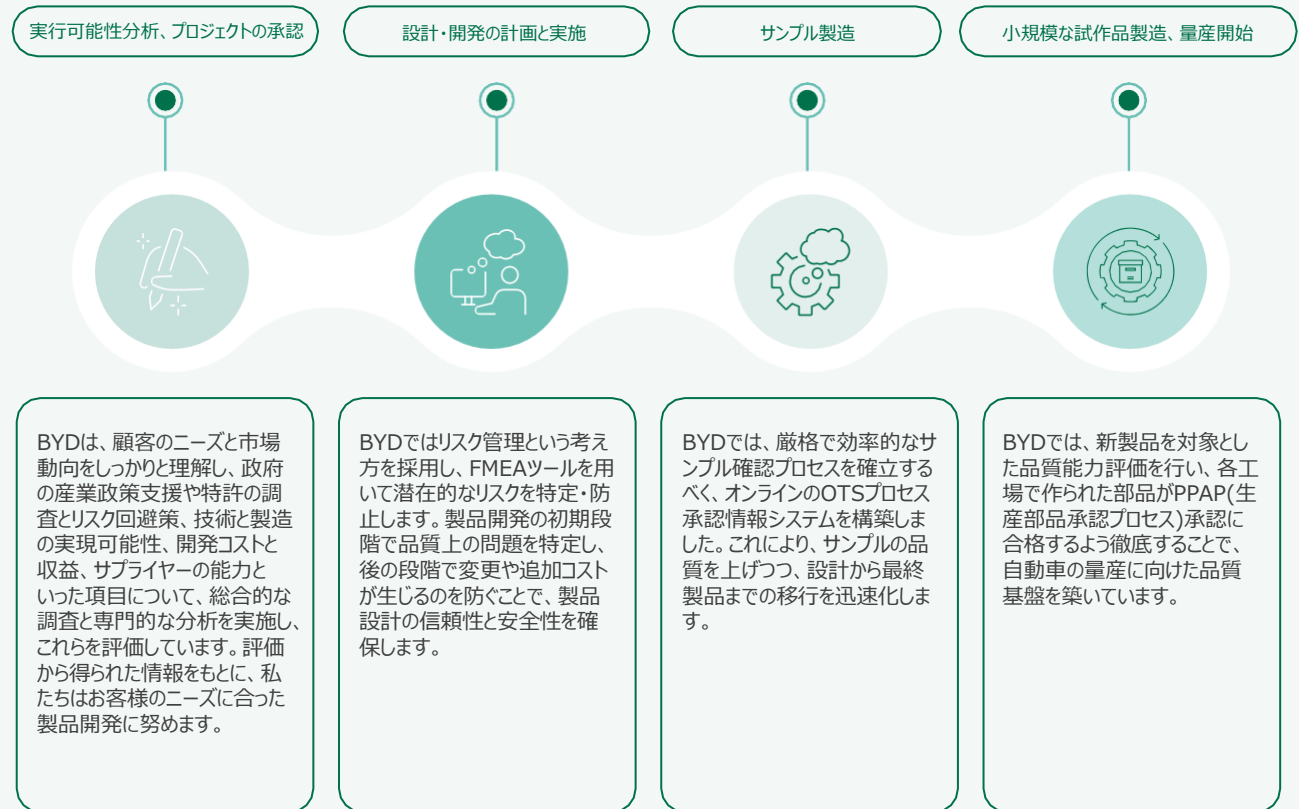 実行可能性分析、プロジェクトの承認
設計・開発の計画と実施
サンプル製造
小規模な試作品製造、量産開始
BYDは、顧客のニーズと市場
動向をしっかりと理解し、政府
の産業政策支援や特許の調
査とリスク回避策、技術と製造
の実現可能性、開発コストと
収益、サプライヤーの能力と
いった項目について、総合的な
調査と専門的な分析を実施し、
これらを評価しています。評価
から得られた情報をもとに、私
たちはお客様のニーズに合った
製品開発に努めます。
BYDではリスク管理という考え
方を採用し、FMEAツールを用
いて潜在的なリスクを特定・防
止します。製品開発の初期段
階で品質上の問題を特定し、
後の段階で変更や追加コスト
が生じるのを防ぐことで、製品
設計の信頼性と安全性を確
保します。
BYDでは、厳格で効率的なサ
ンプル確認プロセスを確立する
べく、オンラインのOTSプロセス
承認情報システムを構築しま
した。これにより、サンプルの品
質を上げつつ、設計から最終
製品までの移行を迅速化しま
す。
BYDでは、新製品を対象とし
た品質能力評価を行い、各工
場で作られた部品がPPAP(生
産部品承認プロセス)承認に
合格するよう徹底することで、
自動車の量産に向けた品質
基盤を築いています。